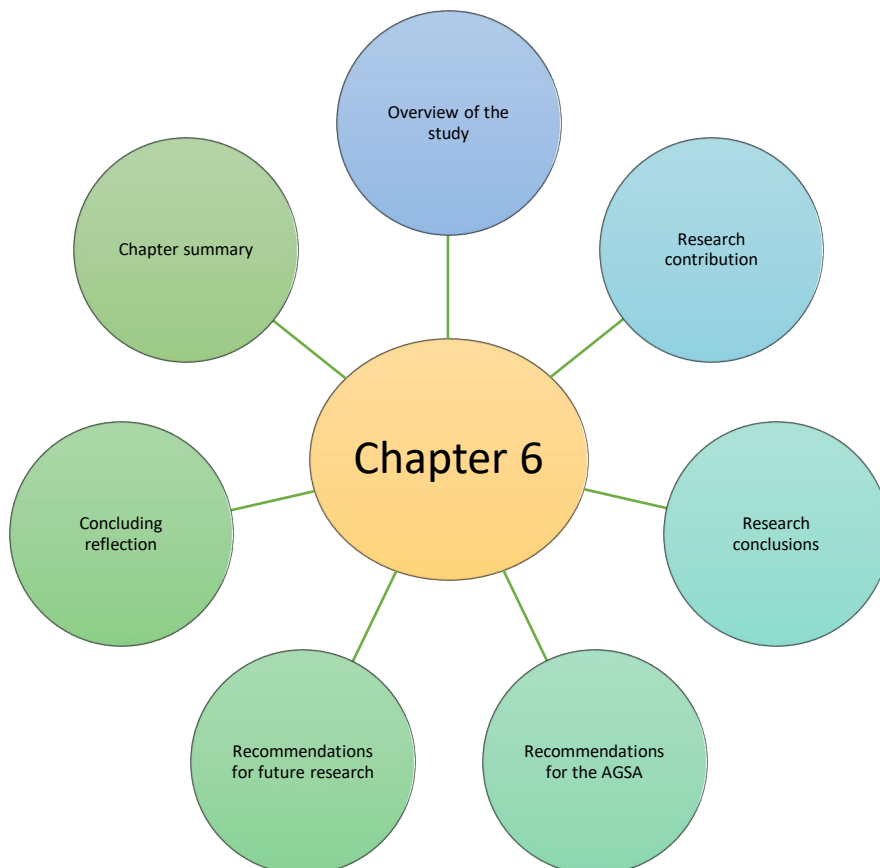 Overview of the
study
Research
contribution
Research
conclusions
Recommendations
for the AGSA
Recommendations
for future research
Concluding
reflection
Chapter summary
Chapter 6